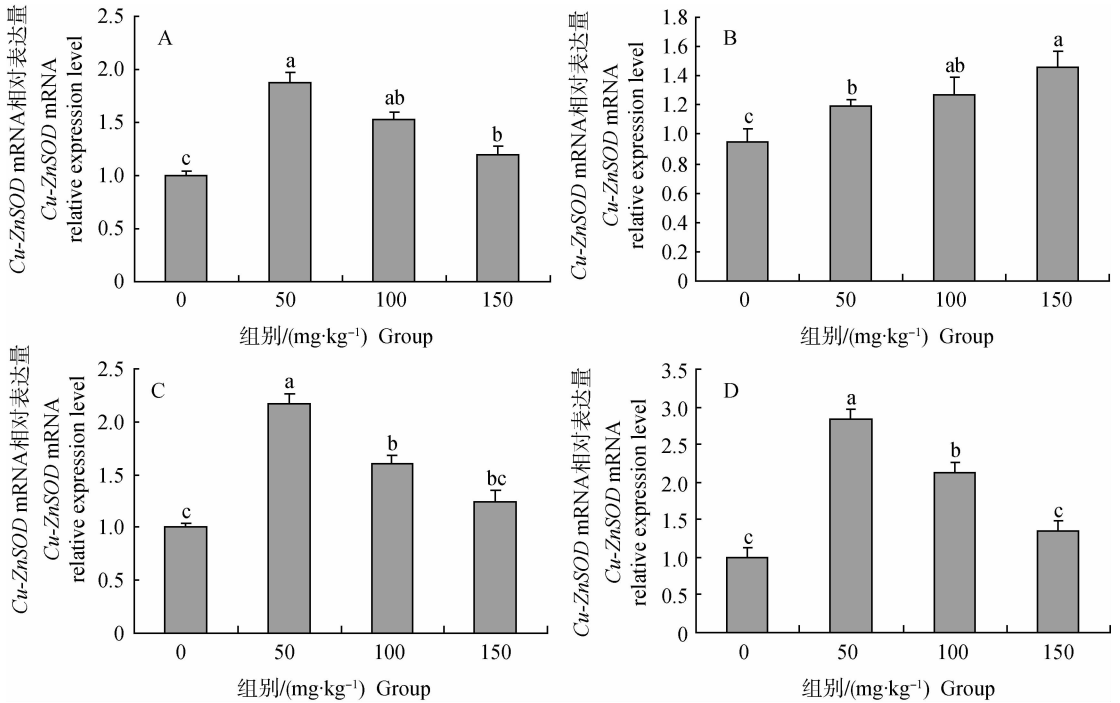 A
Cu-ZnSOD mRNA相对表达量
Cu-ZnSOD mRNA
relative expression level
2.5
2.0
1.5
1.0
0.5
0
c
a
ab
b
0 50 100 150
组别/(mg·kg⁻¹) Group
B
Cu-ZnSOD mRNA相对表达量
Cu-ZnSOD mRNA
relative expression level
1.8
1.6
1.4
1.2
1.0
0.8
0.6
0.4
0.2
0
c
b
ab
a
0 50 100 150
组别/(mg·kg⁻¹) Group
C
Cu-ZnSOD mRNA相对表达量
Cu-ZnSOD mRNA
relative expression level
2.5
2.0
1.5
1.0
0.5
0
c
a
b
bc
0 50 100 150
组别/(mg·kg⁻¹) Group
D
Cu-ZnSOD mRNA相对表达量
Cu-ZnSOD mRNA
relative expression level
3.5
3.0
2.5
2.0
1.5
1.0
0.5
0
c
a
b
c
0 50 100 150
组别/(mg·kg⁻¹) Group